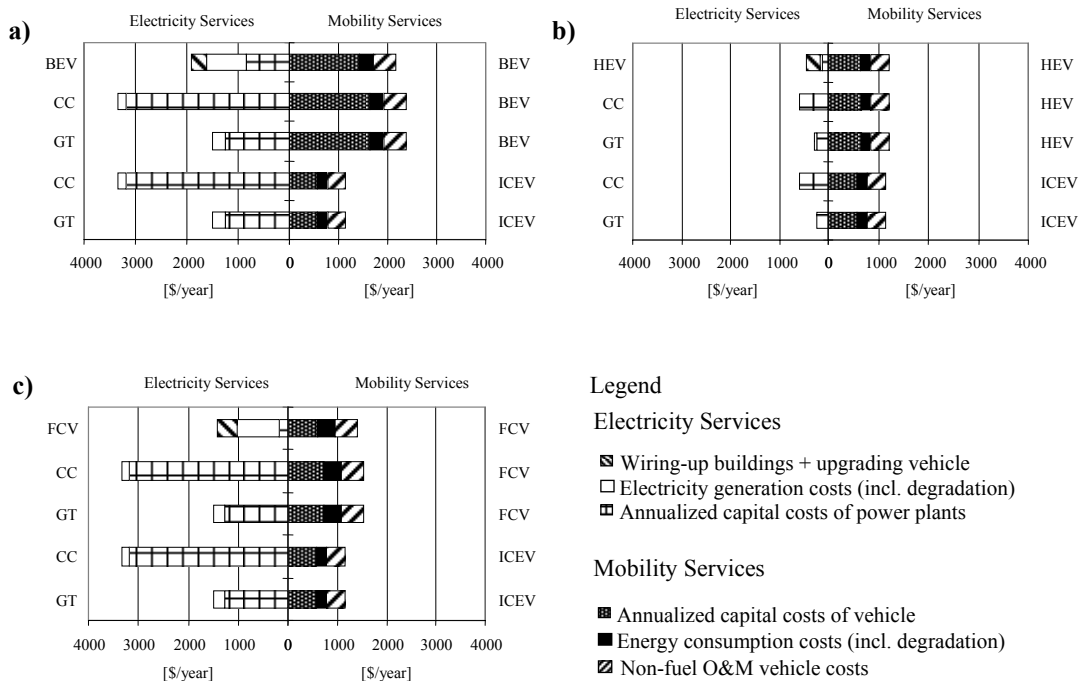 Electricity Services Mobility Services
a)
BEV BEV
CC BEV
GT BEV
CC ICEV
GT ICEV
4000 3000 2000 1000 0 1000 2000 3000 4000
[$/year] [$/year]
Electricity Services Mobility Services
b)
HEV HEV
CC HEV
GT HEV
CC ICEV
GT ICEV
4000 3000 2000 1000 0 1000 2000 3000 4000
[$/year] [$/year]
Electricity Services Mobility Services
c)
FCV FCV
CC FCV
GT FCV
CC ICEV
GT ICEV
4000 3000 2000 1000 0 1000 2000 3000 4000
[$/year] [$/year]
Legend
Electricity Services
Wiring-up buildings + upgrading vehicle
Electricity generation costs (incl. degradation)
Annualized capital costs of power plants
Mobility Services
Annualized capital costs of vehicle
Energy consumption costs (incl. degradation)
Non-fuel O&M vehicle costs